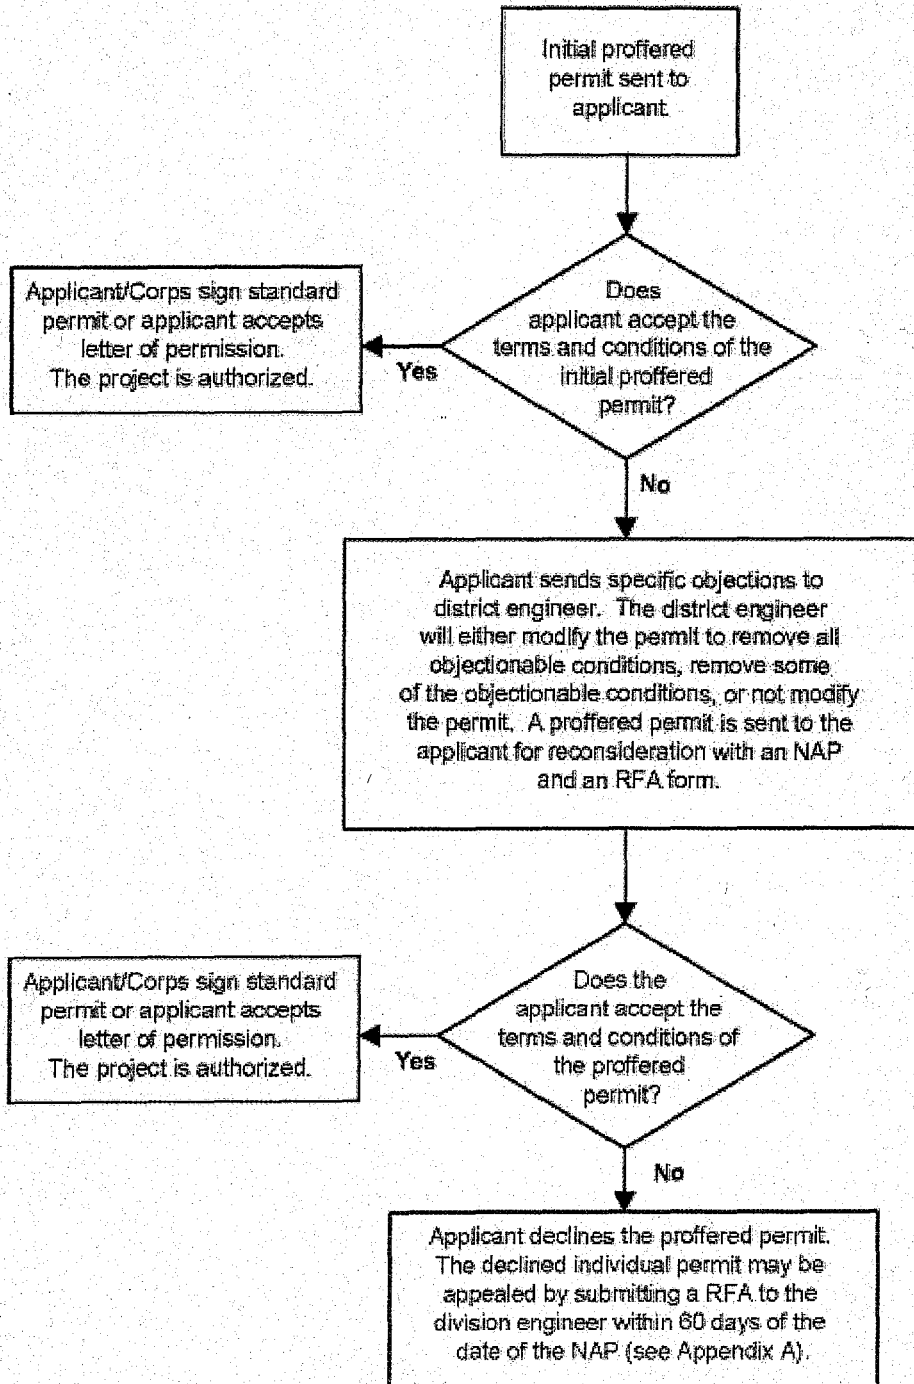 Initial proffered
permit sent to
applicant.
Does
applicant accept the
terms and conditions of the
initial proffered
permit?
Yes
Applicant/Corps sign standard
permit or applicant accepts
letter of permission.
The project is authorized.
No
Applicant sends specific objections to
district engineer. The district engineer
will either modify the permit to remove all
objectionable conditions, remove some
of the objectionable conditions, or not modify
the permit. A proffered permit is sent to the
applicant for reconsideration with an NAP
and an RFA form.
Does the
applicant accept the
terms and conditions of
the proffered
permit?
Yes
Applicant/Corps sign standard
permit or applicant accepts
letter of permission.
The project is authorized.
No
Applicant declines the proffered permit.
The declined individual permit may be
appealed by submitting a RFA to the
division engineer within 60 days of the
date of the NAP (see Appendix A).